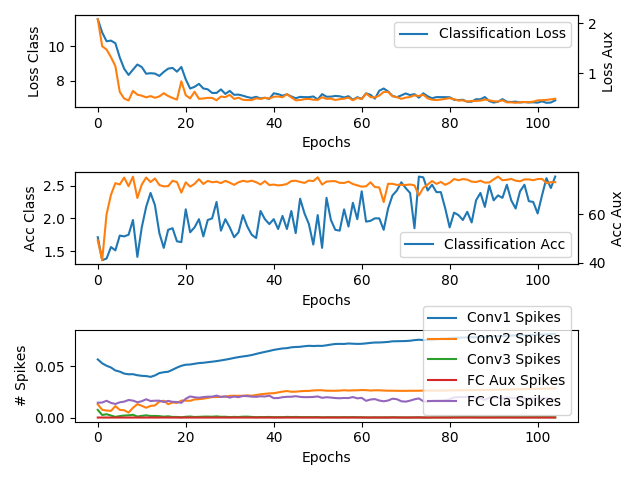 10
8
Loss Class
2
1
Loss Aux
Classification Loss
0 20 40 60 80 100
Epochs
2.5
2.0
1.5
Acc Class
60
40
Acc Aux
Classification Acc
0 20 40 60 80 100
Epochs
0.05
0.00
# Spikes
Conv1 Spikes
Conv2 Spikes
Conv3 Spikes
FC Aux Spikes
FC Cla Spikes
0 20 40 60 80 100
Epochs